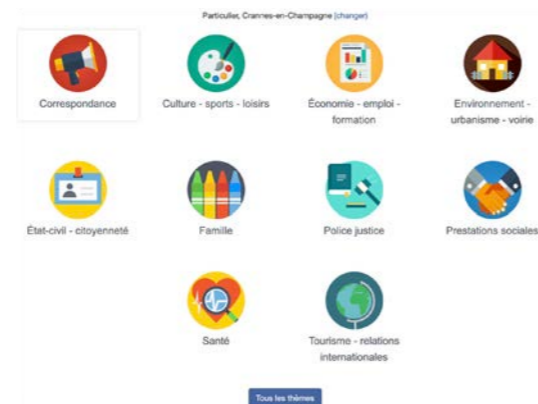 Particulier, Crannes-en-Champagne (changer)
Correspondance
Culture - sports - loisirs
Économie - emploi -
formation
Environnement -
urbanisme - voirie
État-civil - citoyenneté
Famille
Police justice
Prestations sociales
Santé
Tourisme - relations
internationales
Tous les thèmes